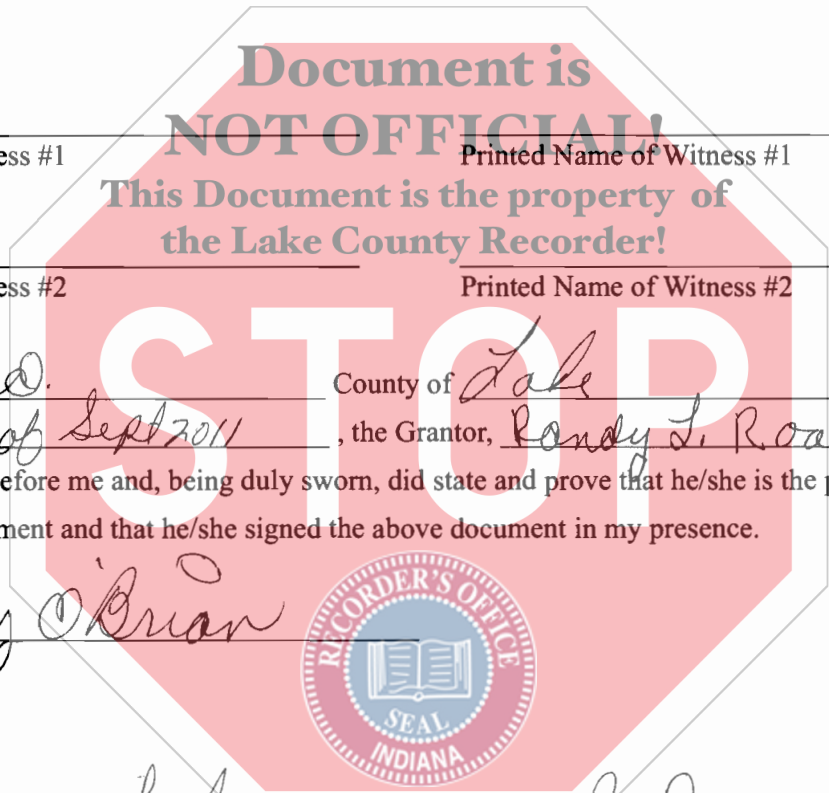 Document is
NOT OFFICIAL!
ess #1 Printed Name of Witness #1
This Document is the property of
the Lake County Recorder!
ess #2 Printed Name of Witness #2
STOP
County of Lake
of Sept 2011 , the Grantor, Randy L. Roa
efore me and, being duly sworn, did state and prove that he/she is the p
ment and that he/she signed the above document in my presence.
O'Brian
RECORDER'S OFFICE
SEAL
INDIANA